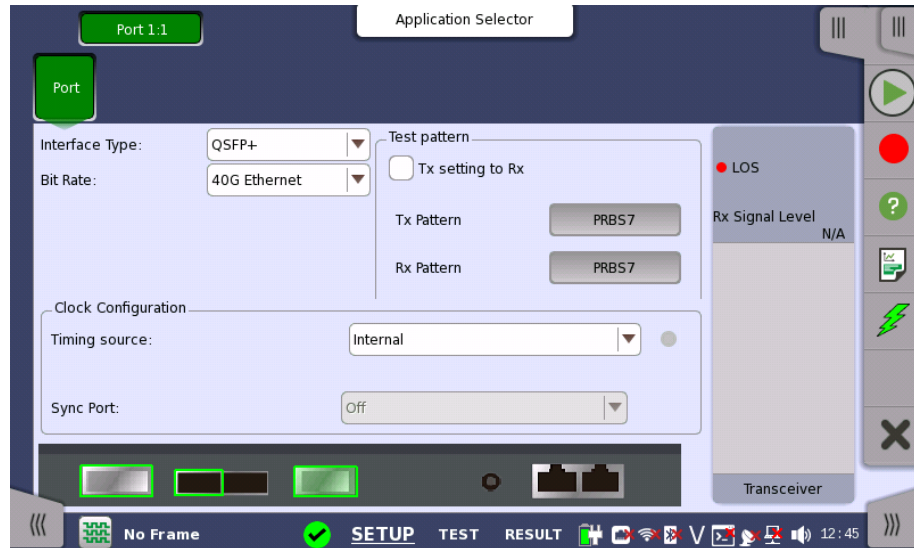 Port 1:1
Application Selector
Port
Interface Type:
QSFP+
Bit Rate:
40G Ethernet
Test pattern
Tx setting to Rx
Tx Pattern
PRBS7
Rx Pattern
PRBS7
LOS
Rx Signal Level
N/A
Clock Configuration
Timing source:
Internal
Sync Port:
Off
Transceiver
No Frame
SETUP
TEST
RESULT
12:45